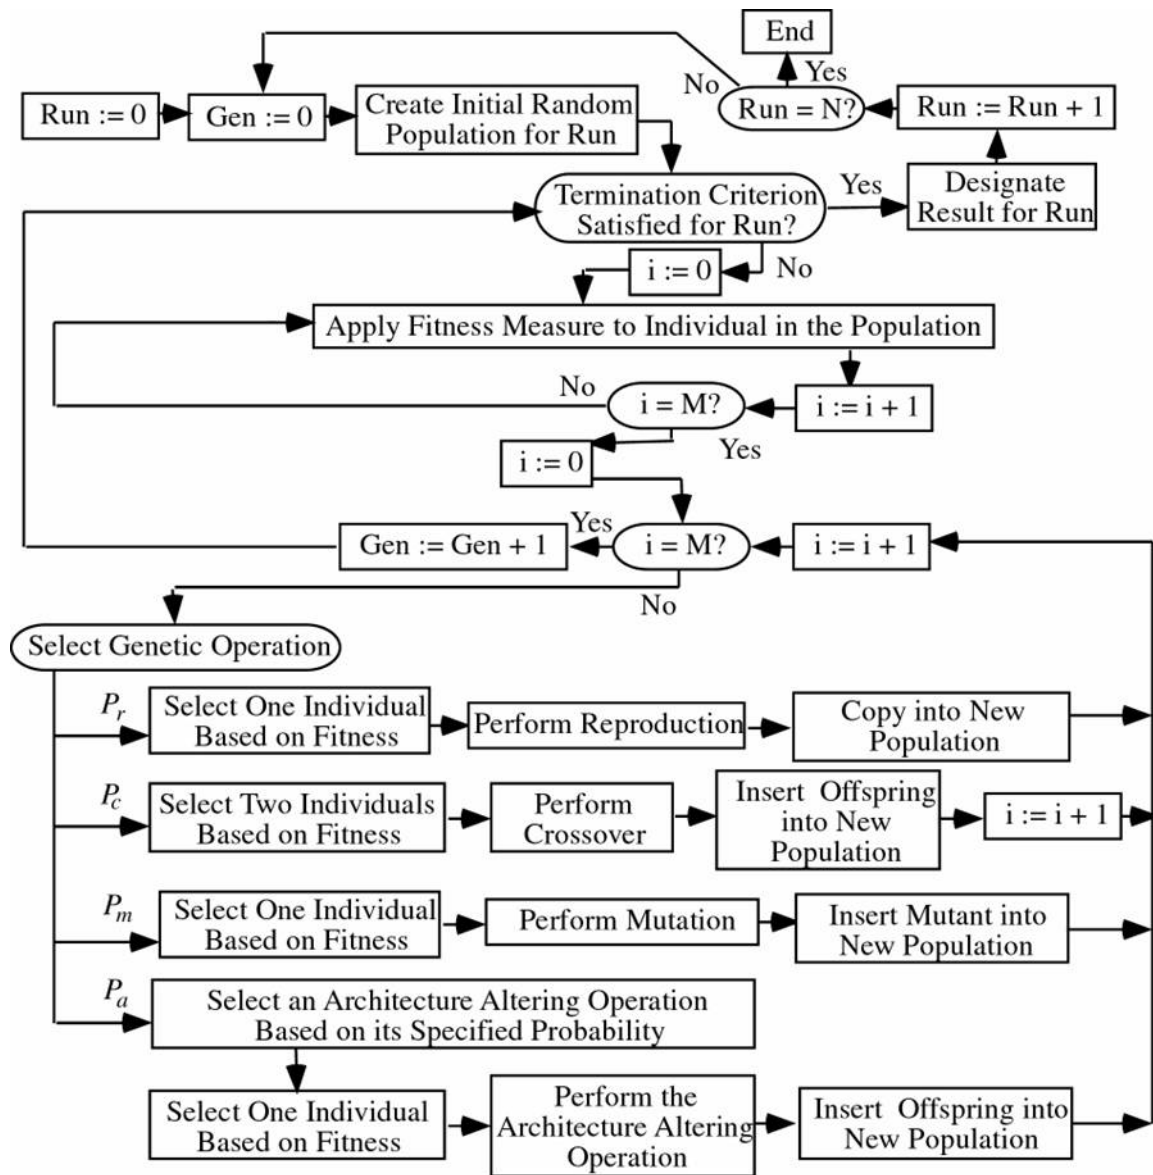 End
No
Yes
Run := 0
Gen := 0
Create Initial Random
Population for Run
Run = N?
Run := Run + 1
Termination Criterion
Satisfied for Run?
Yes
Designate
Result for Run
i := 0
No
Apply Fitness Measure to Individual in the Population
No
i = M?
i := i + 1
Yes
i := 0
Gen := Gen + 1
Yes
i = M?
i := i + 1
No
Select Genetic Operation
Pr
Select One Individual
Based on Fitness
Perform Reproduction
Copy into New
Population
Pc
Select Two Individuals
Based on Fitness
Perform
Crossover
Insert Offspring
into New
Population
i := i + 1
Pm
Select One Individual
Based on Fitness
Perform Mutation
Insert Mutant into
New Population
Pa
Select an Architecture Altering Operation
Based on its Specified Probability
Select One Individual
Based on Fitness
Perform the
Architecture Altering
Operation
Insert Offspring into
New Population